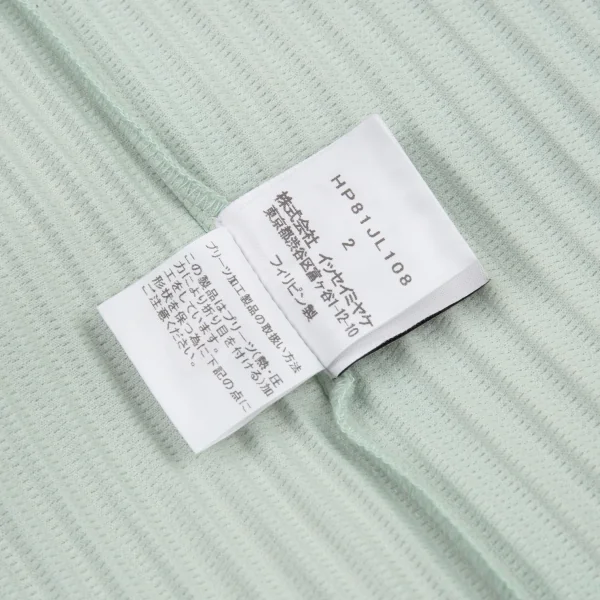 HP81JL108
2
株式会社 イッセイミヤケ
東京都渋谷区富ヶ谷1-12-10
フィリピン製
プリーツ加工製品の取扱い方法
この製品はプリーツ(熱・圧
力により折り目を付ける)加
工をしています。
形状を保つ為に下記の点に
ご注意ください。